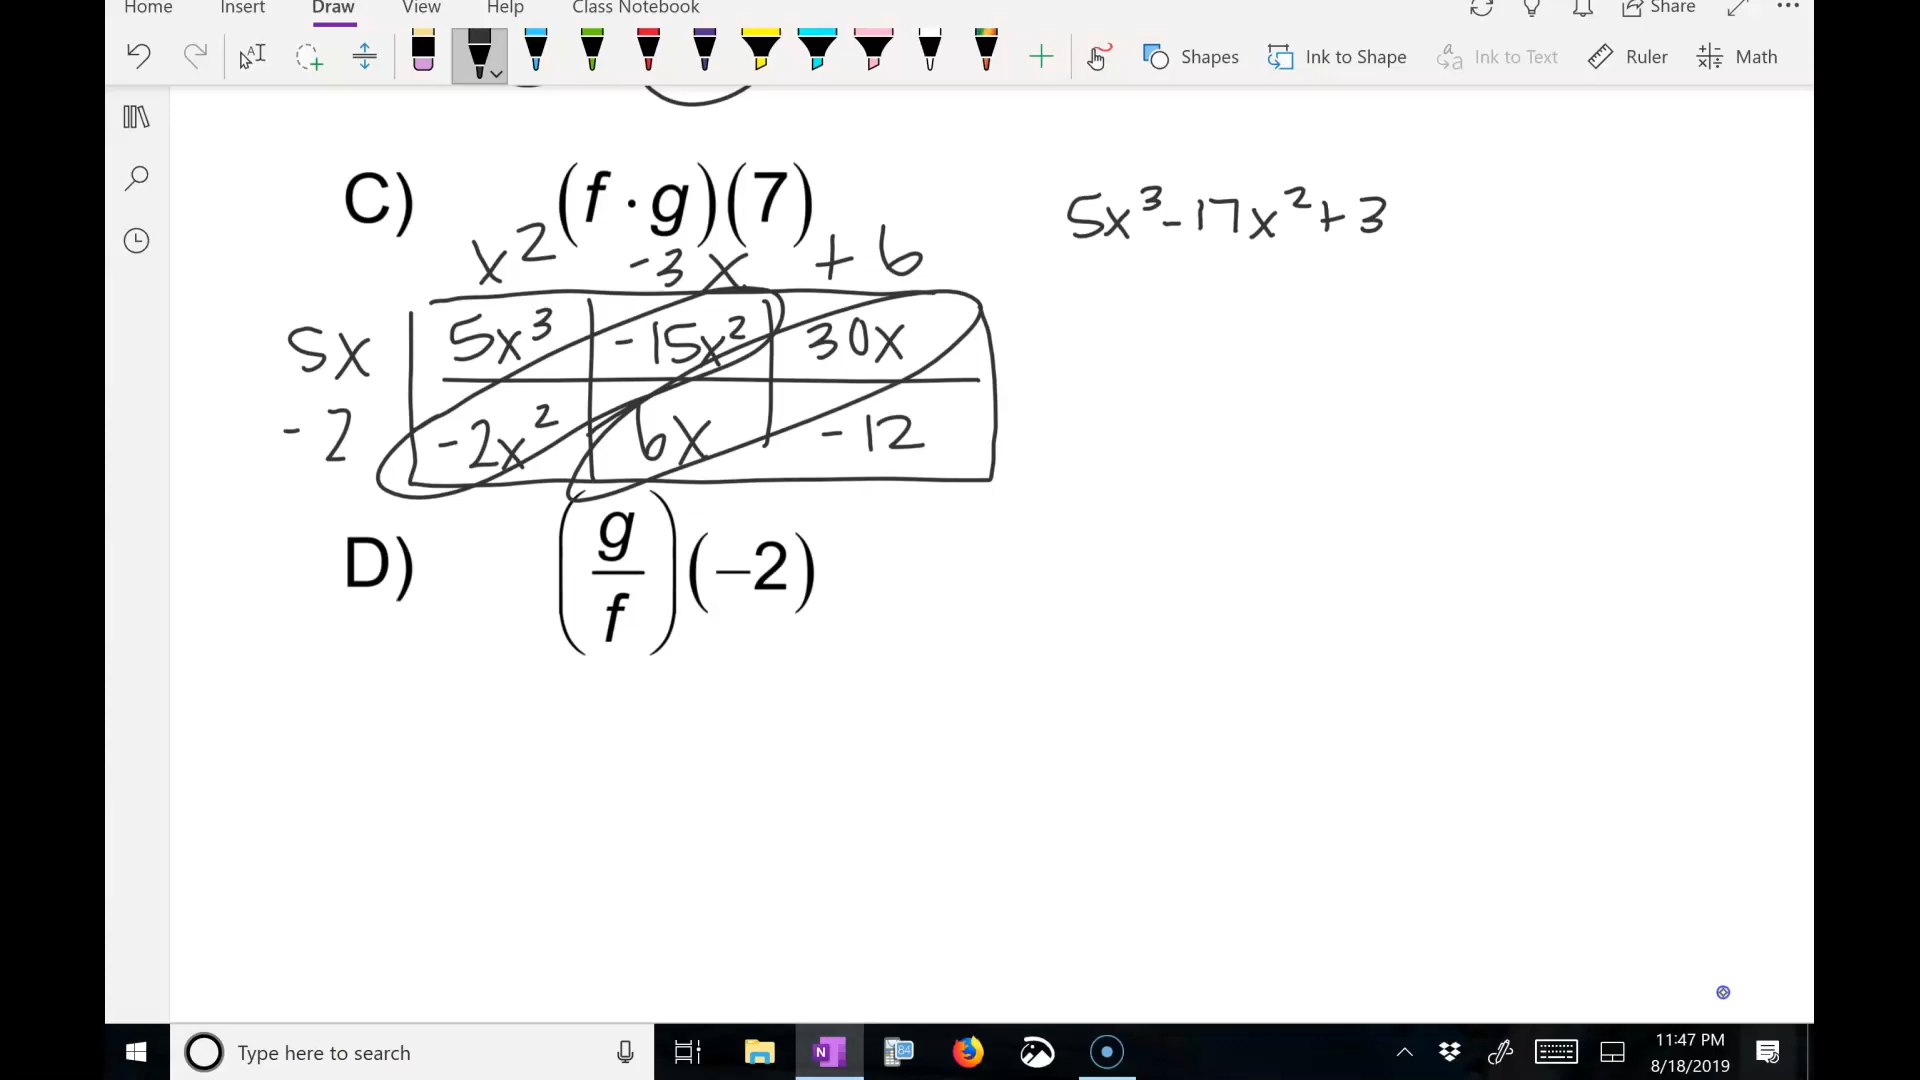 Home Insert Draw View Help Class Notebook Share
Shapes Ink to Shape Ink to Text Ruler Math
C) (f · g)(7) 5x³ - 17x² + 3
x² -3x +6
5x 5x³ -15x² 30x
-2 -2x² 6x -12
D) (g/f)(−2)
Type here to search
N
84
11:47 PM
8/18/2019